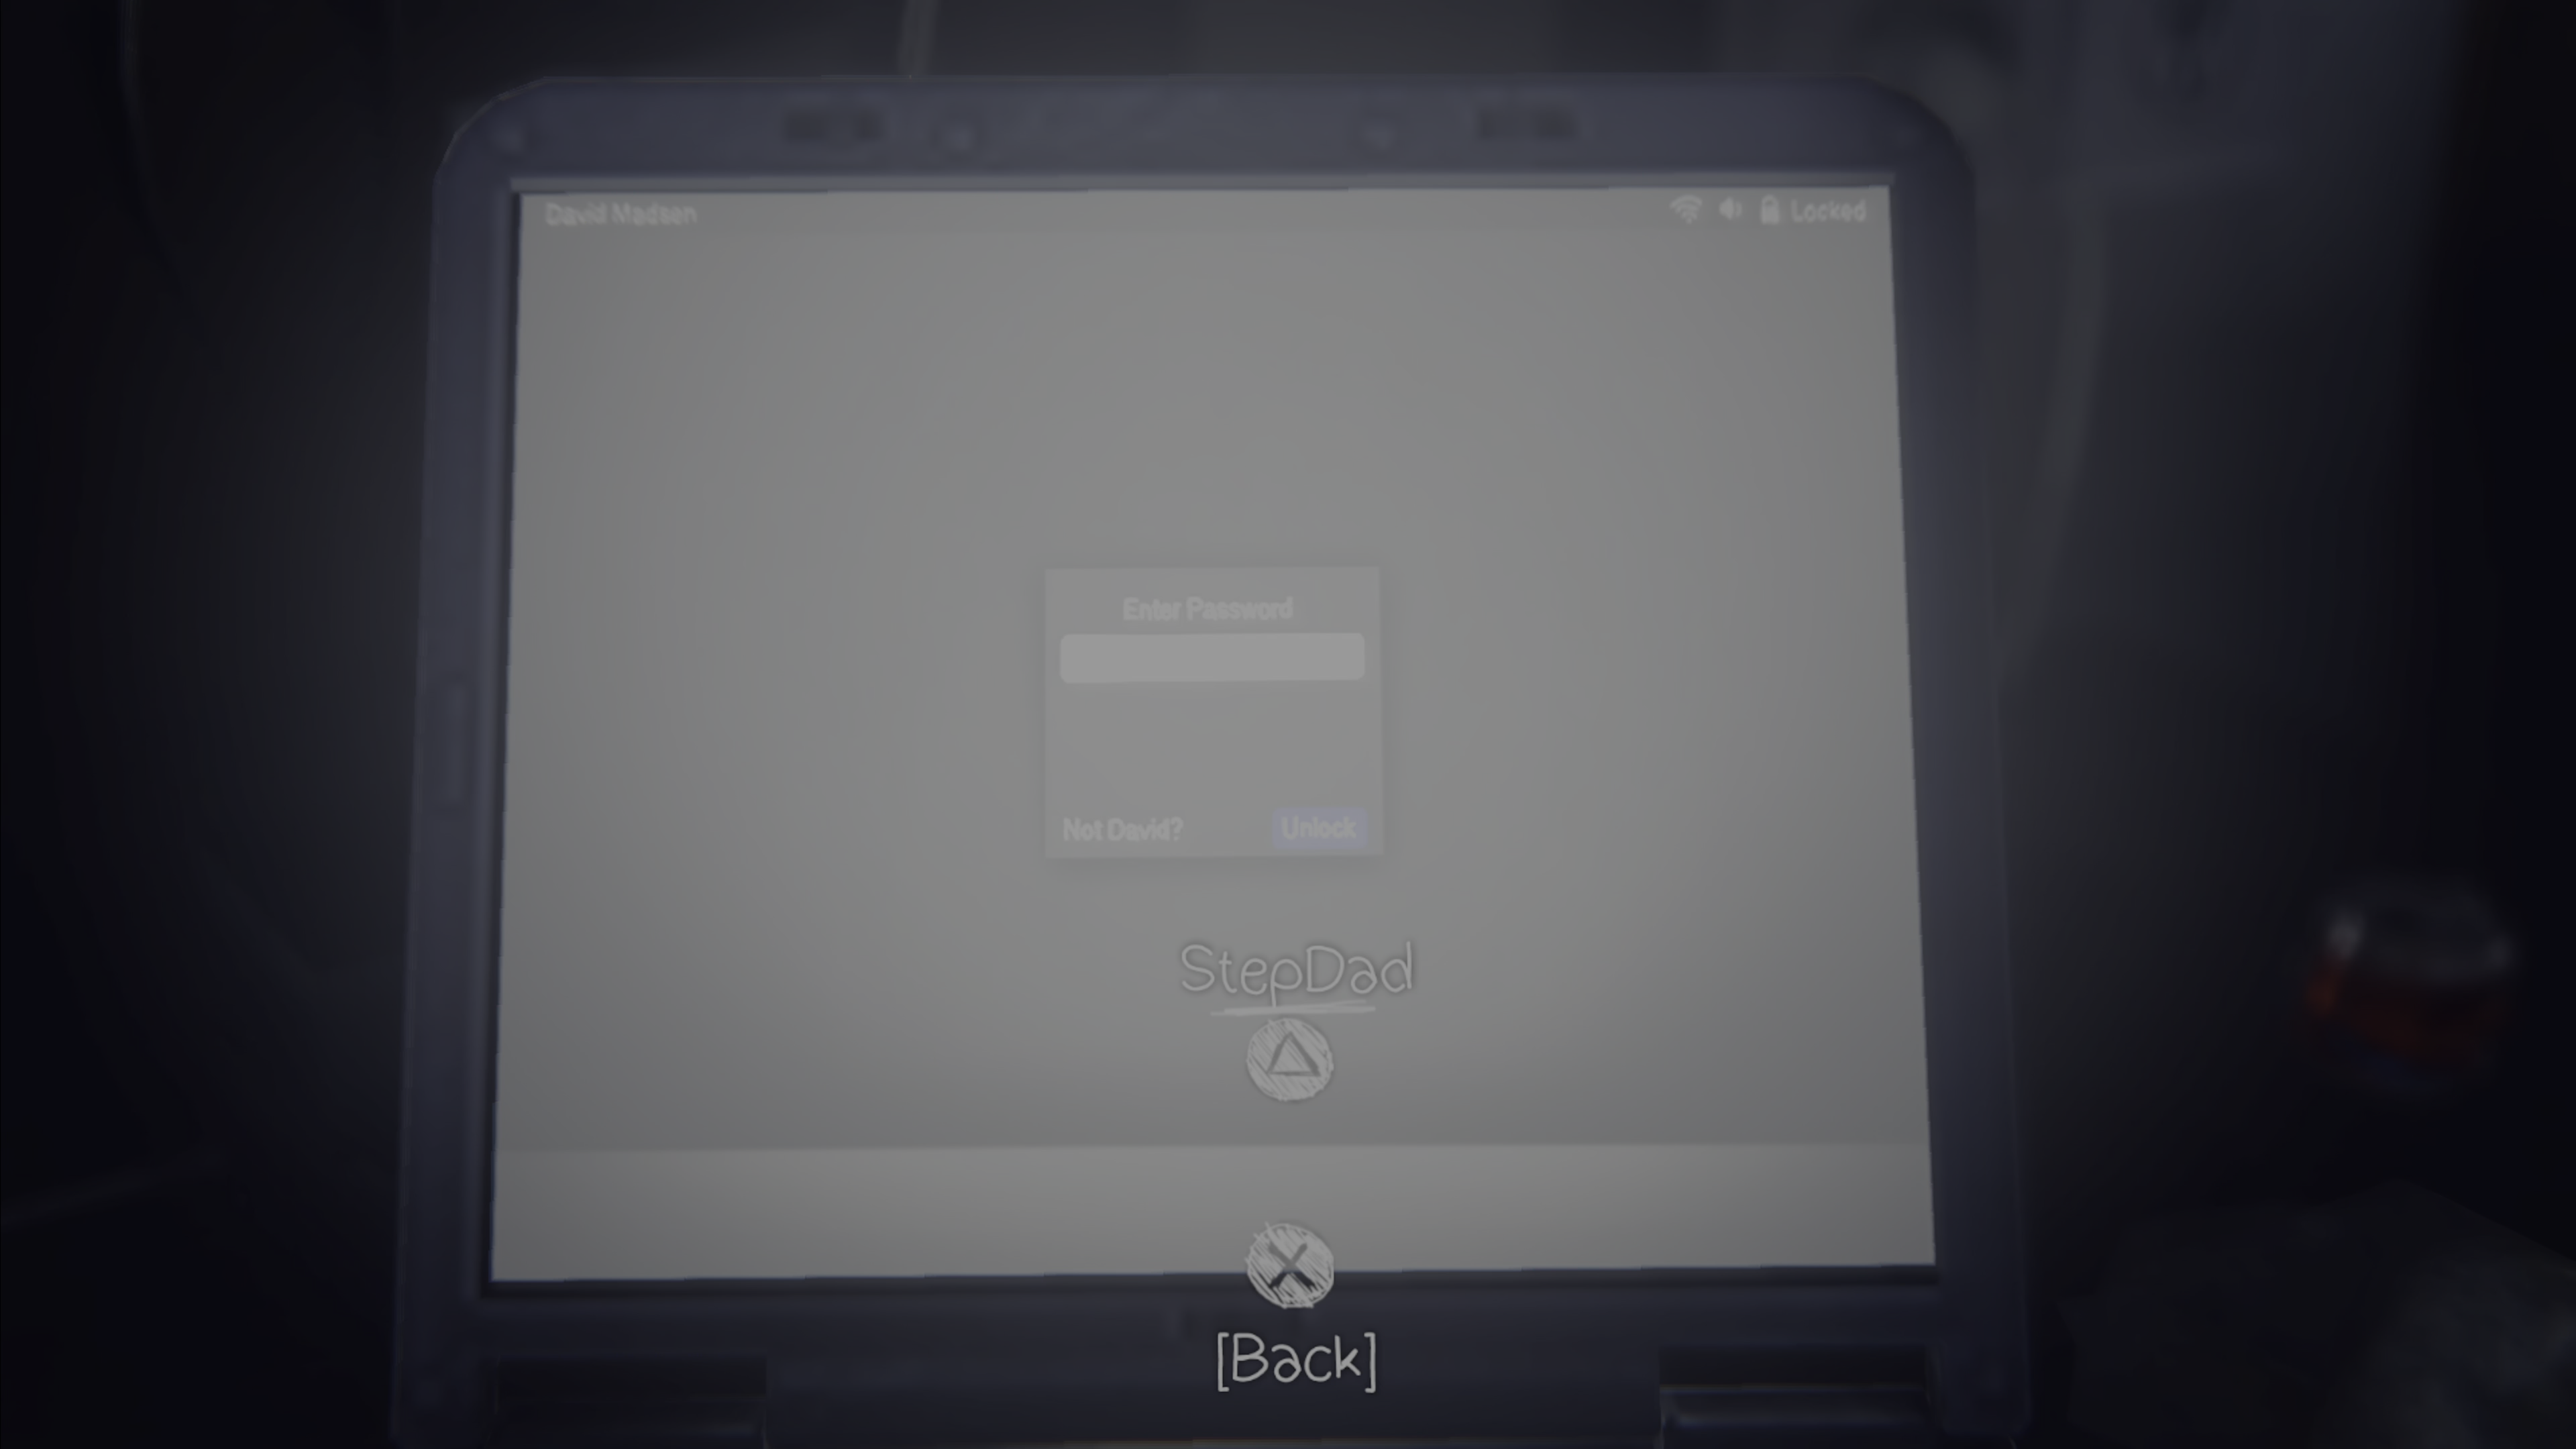 David Madsen
Locked
Enter Password
Not David?
Unlock
StepDad
[Back]